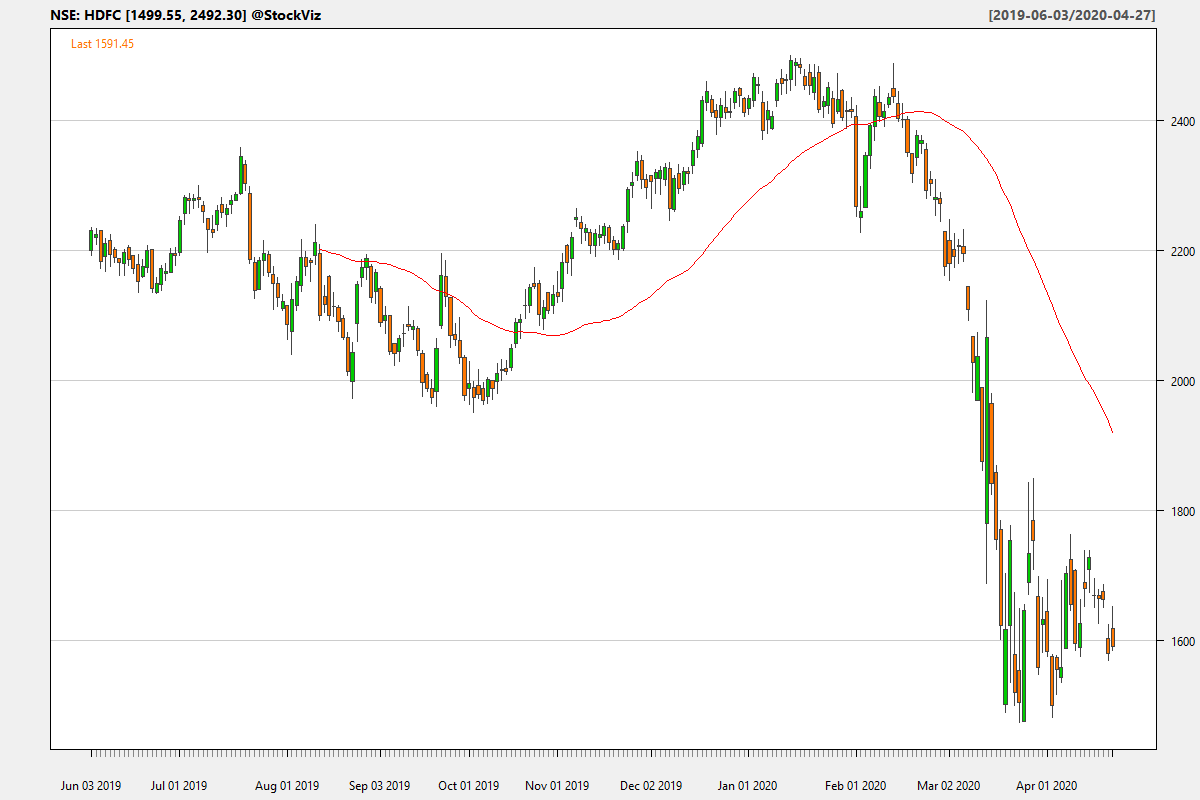 NSE: HDFC [1499.55, 2492.30] @StockViz [2019-06-03/2020-04-27]
Last 1591.45
2400
2200
2000
1800
1600
Jun 03 2019 Jul 01 2019 Aug 01 2019 Sep 03 2019 Oct 01 2019 Nov 01 2019 Dec 02 2019 Jan 01 2020 Feb 01 2020 Mar 02 2020 Apr 01 2020